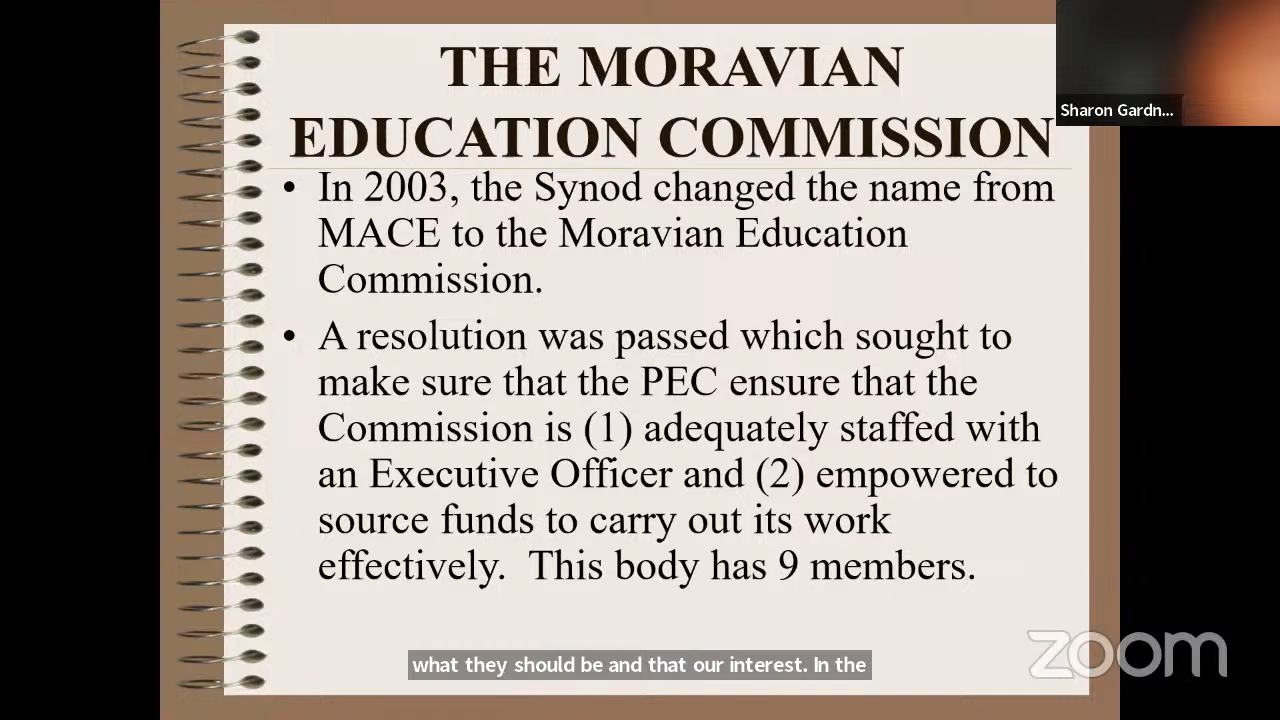 THE MORAVIAN
EDUCATION COMMISSION
Sharon Gardn...
• In 2003, the Synod changed the name from
MACE to the Moravian Education
Commission.
• A resolution was passed which sought to
make sure that the PEC ensure that the
Commission is (1) adequately staffed with
an Executive Officer and (2) empowered to
source funds to carry out its work
effectively. This body has 9 members.
zoom
what they should be and that our interest. In the